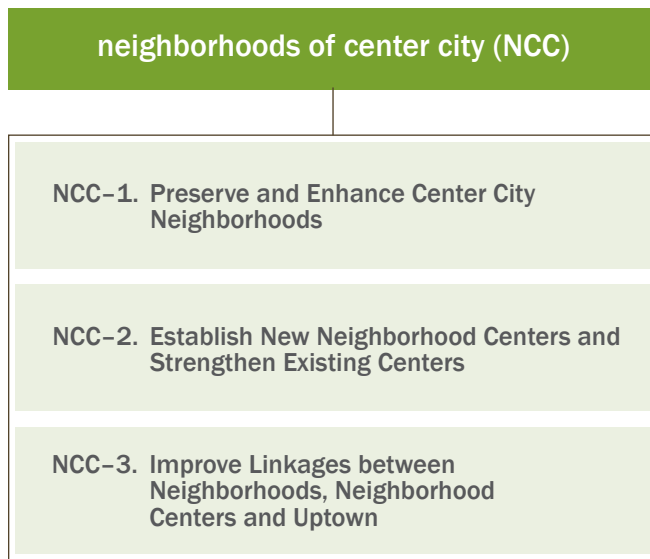 neighborhoods of center city (NCC)
NCC–1. Preserve and Enhance Center City
Neighborhoods
NCC–2. Establish New Neighborhood Centers and
Strengthen Existing Centers
NCC–3. Improve Linkages between
Neighborhoods, Neighborhood
Centers and Uptown